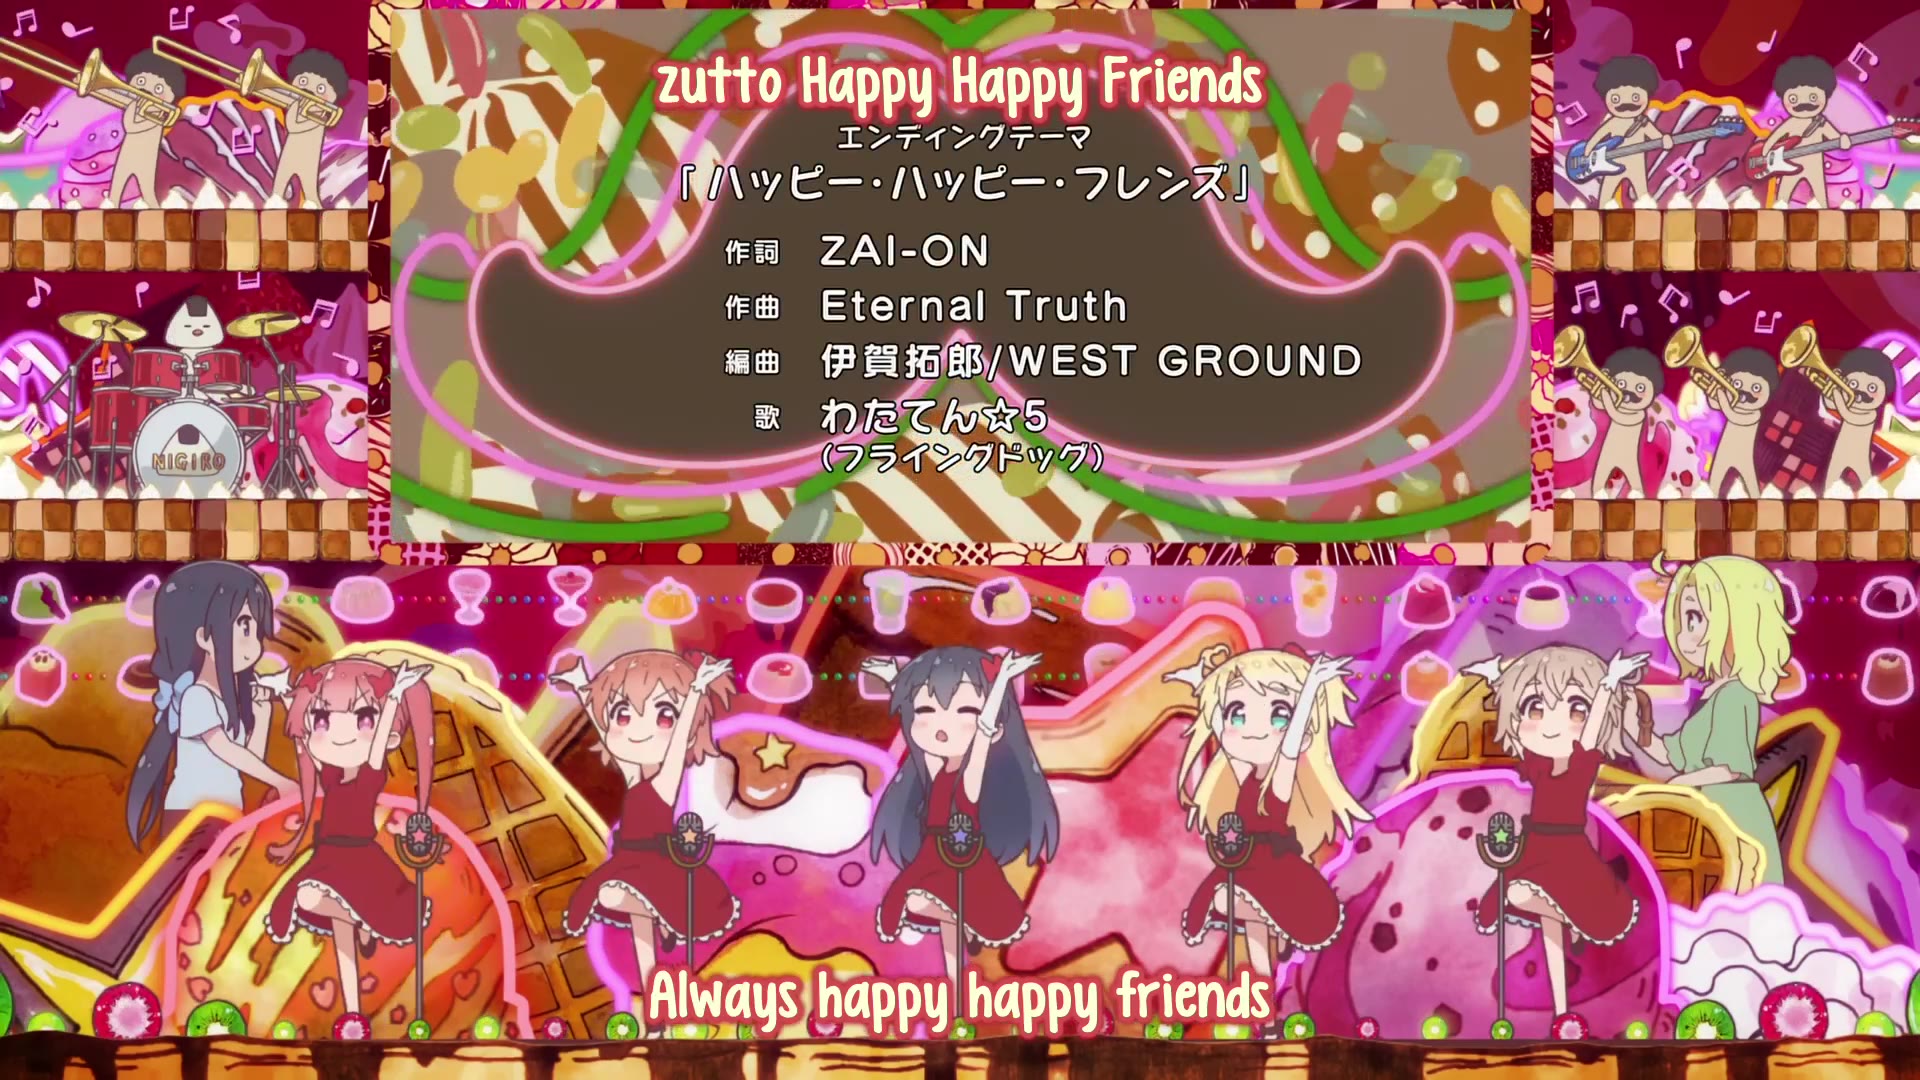 zutto Happy Happy Friends
エンディングテーマ
「ハッピー・ハッピー・フレンズ」
作詞 ZAI-ON
作曲 Eternal Truth
編曲 伊賀拓郎/WEST GROUND
歌 わたてん☆5
(フライングドッグ)
NIGIRO
Always happy happy friends